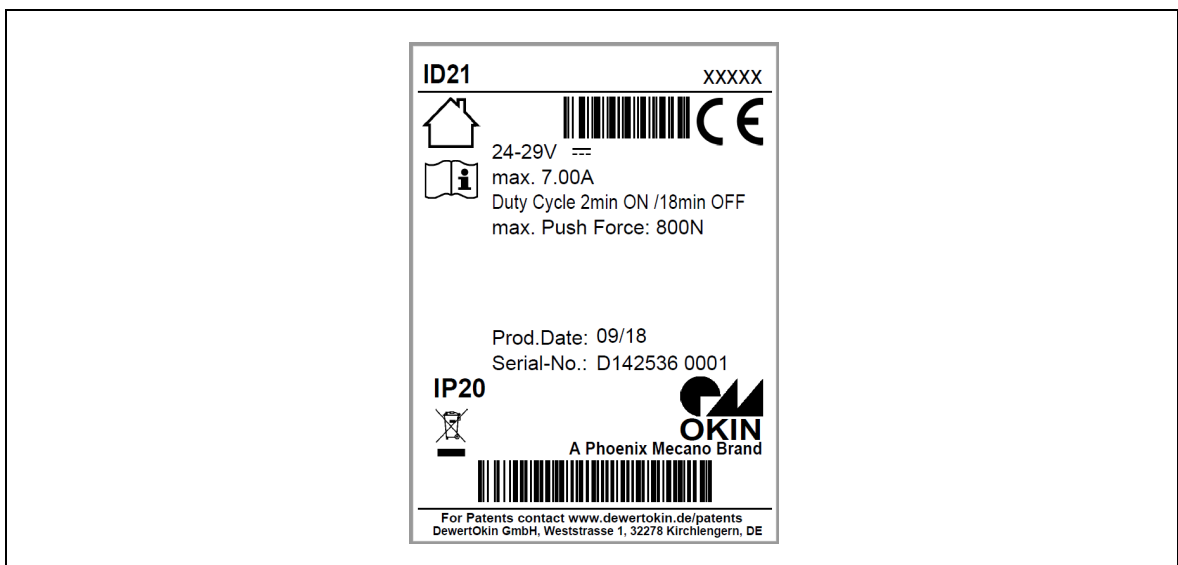 ID21 XXXXX
CE
24-29V
i
max. 7.00A
Duty Cycle 2min ON /18min OFF
max. Push Force: 800N
Prod.Date: 09/18
Serial-No.: D142536 0001
IP20
OKIN
A Phoenix Mecano Brand
For Patents contact www.dewertokin.de/patents
DewertOkin GmbH, Weststrasse 1, 32278 Kirchlengern, DE